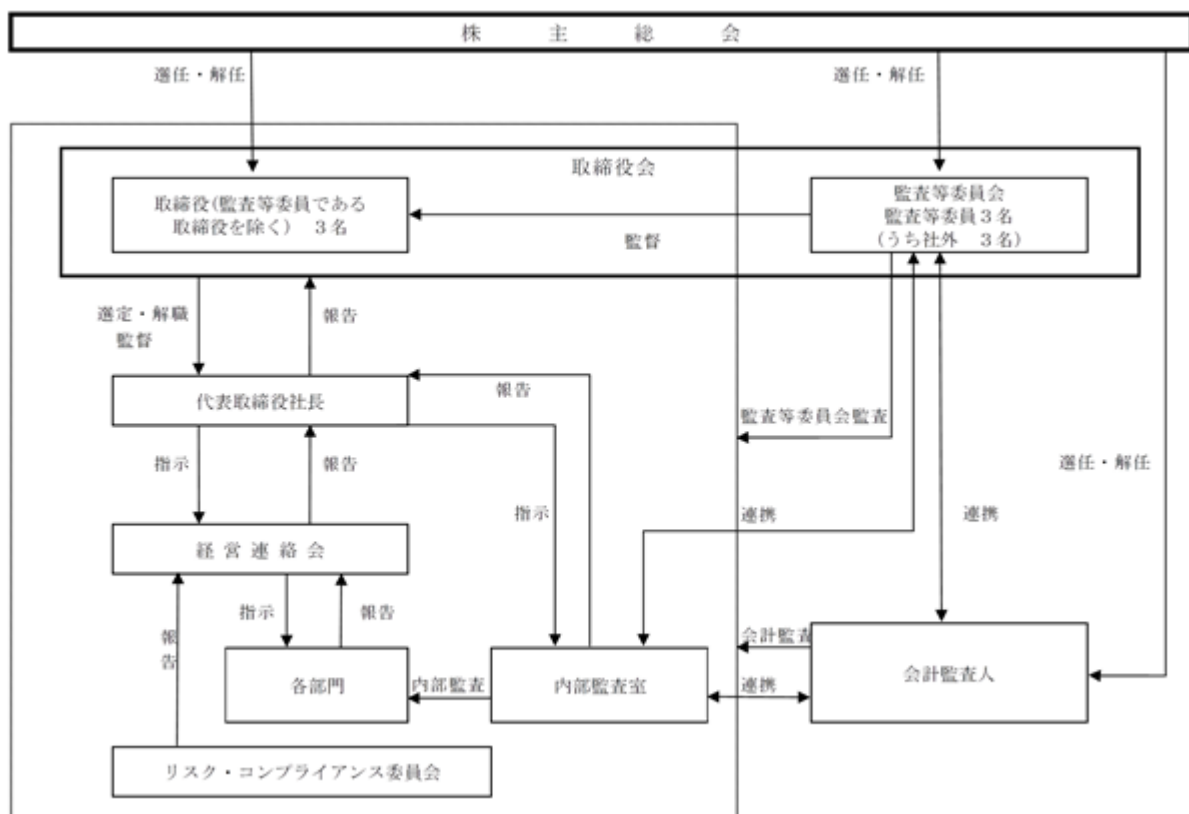 株主総会
選任・解任
選任・解任
取締役会
取締役(監査等委員である
取締役を除く) 3名
監査等委員会
監査等委員3名
(うち社外 3名)
監督
選定・解職
監督
報告
代表取締役社長
報告
監査等委員会監査
指示
報告
選任・解任
指示
連携
連携
経営連絡会
指示
報告
報告
会計監査
各部門
内部監査
内部監査室
連携
会計監査人
リスク・コンプライアンス委員会